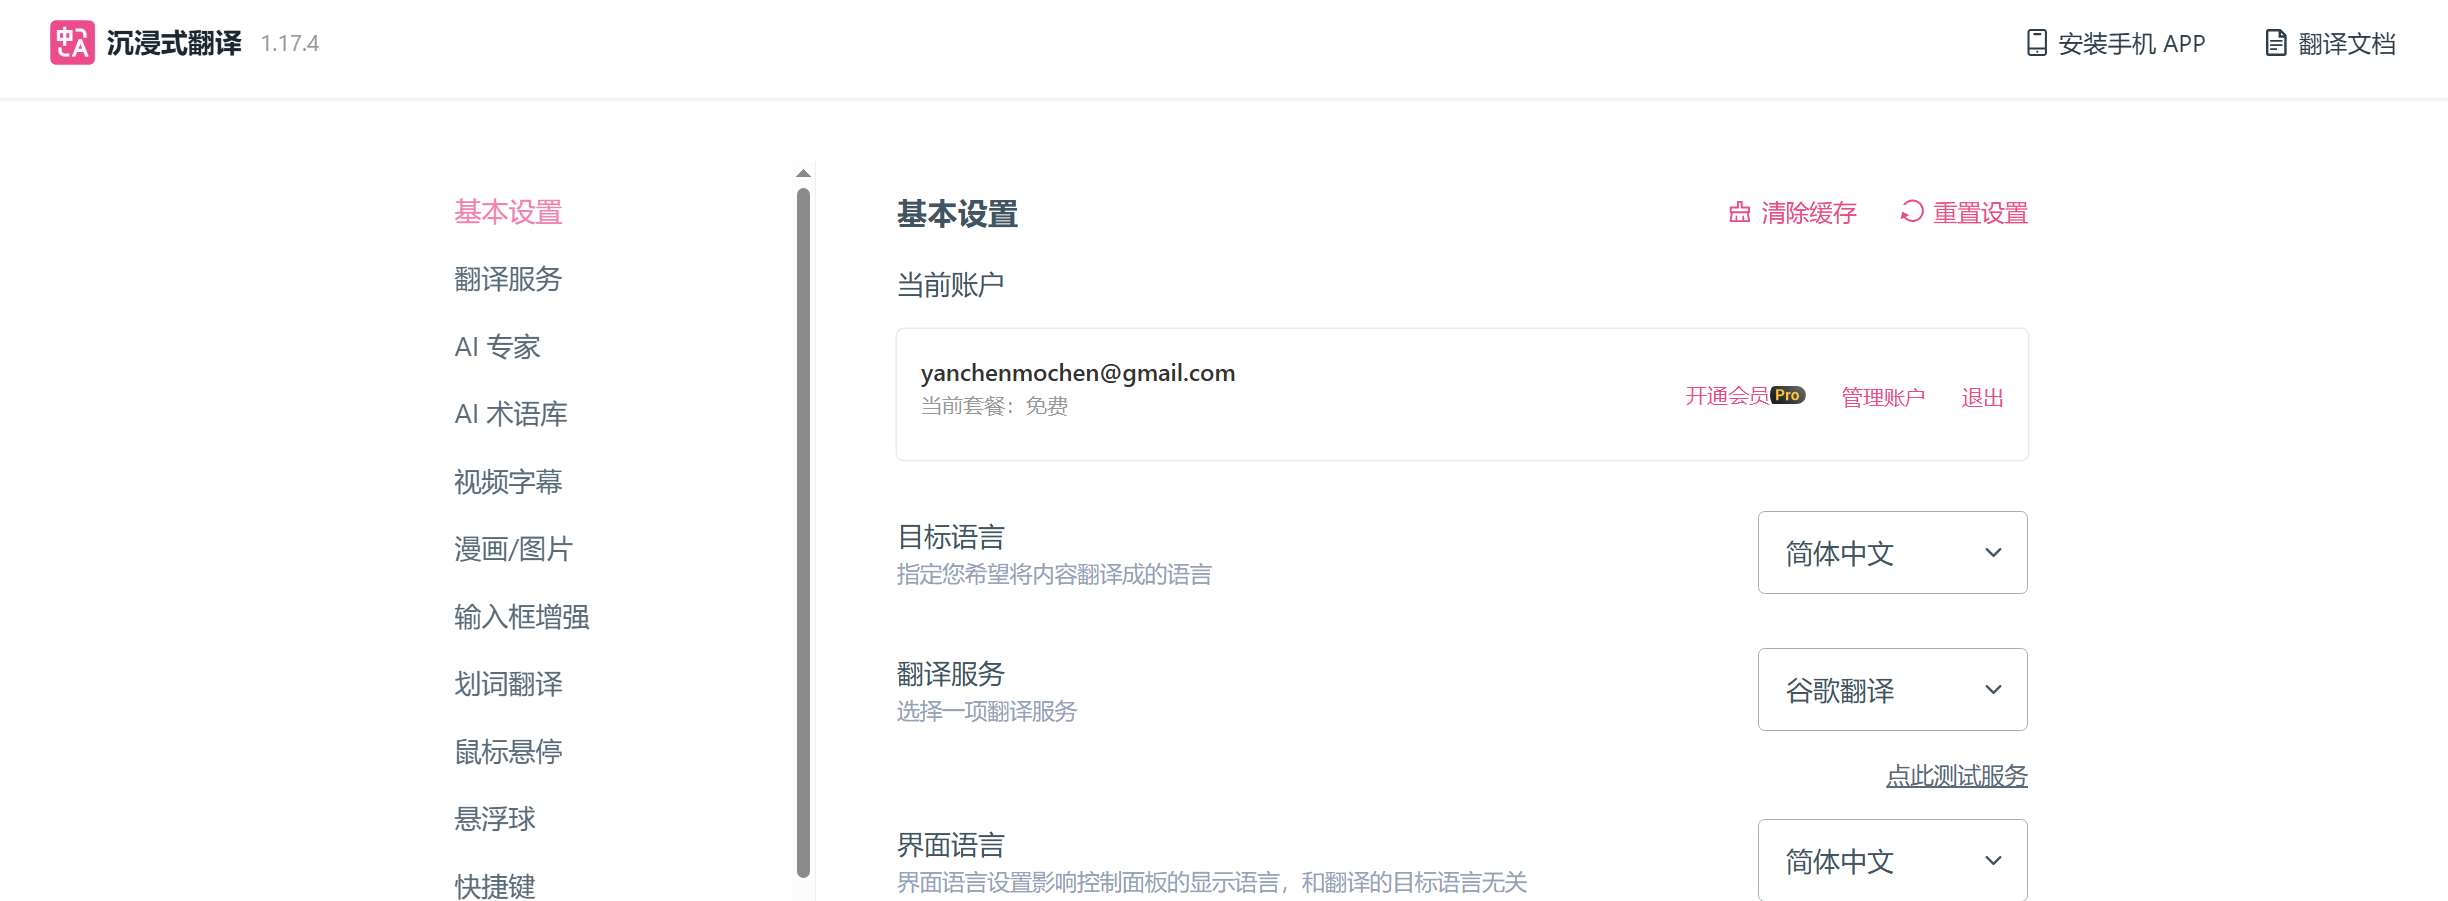 沉浸式翻译 1.17.4
安装手机 APP
翻译文档
基本设置
翻译服务
AI 专家
AI 术语库
视频字幕
漫画/图片
输入框增强
划词翻译
鼠标悬停
悬浮球
快捷键
基本设置
清除缓存
重置设置
当前账户
yanchenmochen@gmail.com
当前套餐：免费
开通会员 Pro
管理账户
退出
目标语言
指定您希望将内容翻译成的语言
简体中文
翻译服务
选择一项翻译服务
谷歌翻译
点此测试服务
界面语言
界面语言设置影响控制面板的显示语言，和翻译的目标语言无关
简体中文